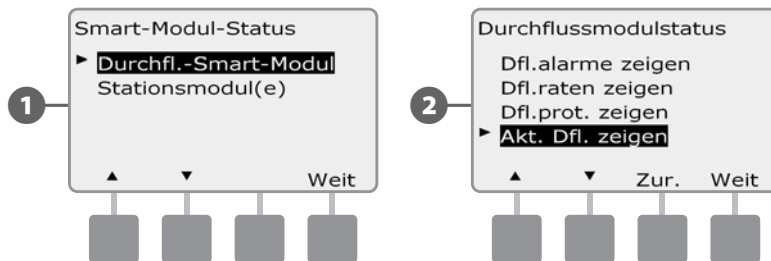 Smart-Modul-Status
Durchfl.-Smart-Modul
Stationsmodul(e)
Weit
1
Durchflussmodulstatus
Dfl.alarme zeigen
Dfl.raten zeigen
Dfl.prot. zeigen
Akt. Dfl. zeigen
Zur. Weit
2